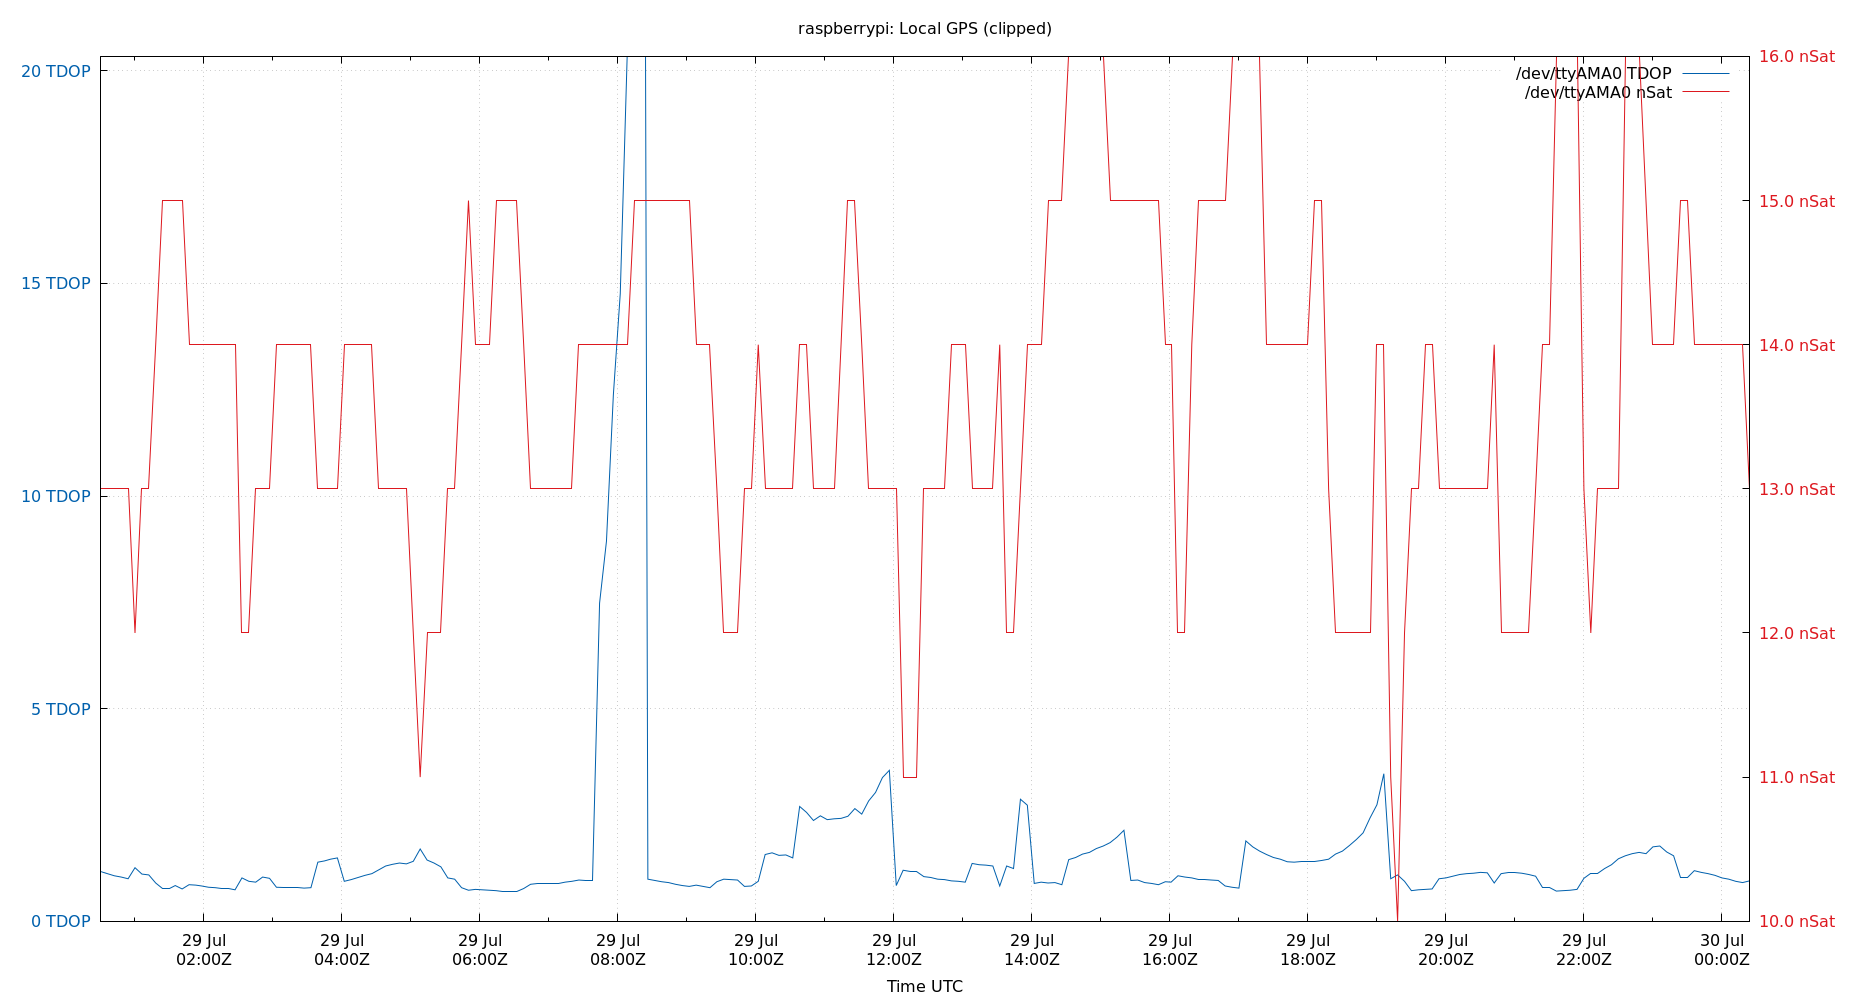 raspberrypi: Local GPS (clipped)
20 TDOP
15 TDOP
10 TDOP
5 TDOP
0 TDOP
16.0 nSat
15.0 nSat
14.0 nSat
13.0 nSat
12.0 nSat
11.0 nSat
10.0 nSat
/dev/ttyAMA0 TDOP
/dev/ttyAMA0 nSat
29 Jul 29 Jul 29 Jul 29 Jul 29 Jul 29 Jul 29 Jul 29 Jul 29 Jul 29 Jul 29 Jul 30 Jul
02:00Z 04:00Z 06:00Z 08:00Z 10:00Z 12:00Z 14:00Z 16:00Z 18:00Z 20:00Z 22:00Z 00:00Z
Time UTC